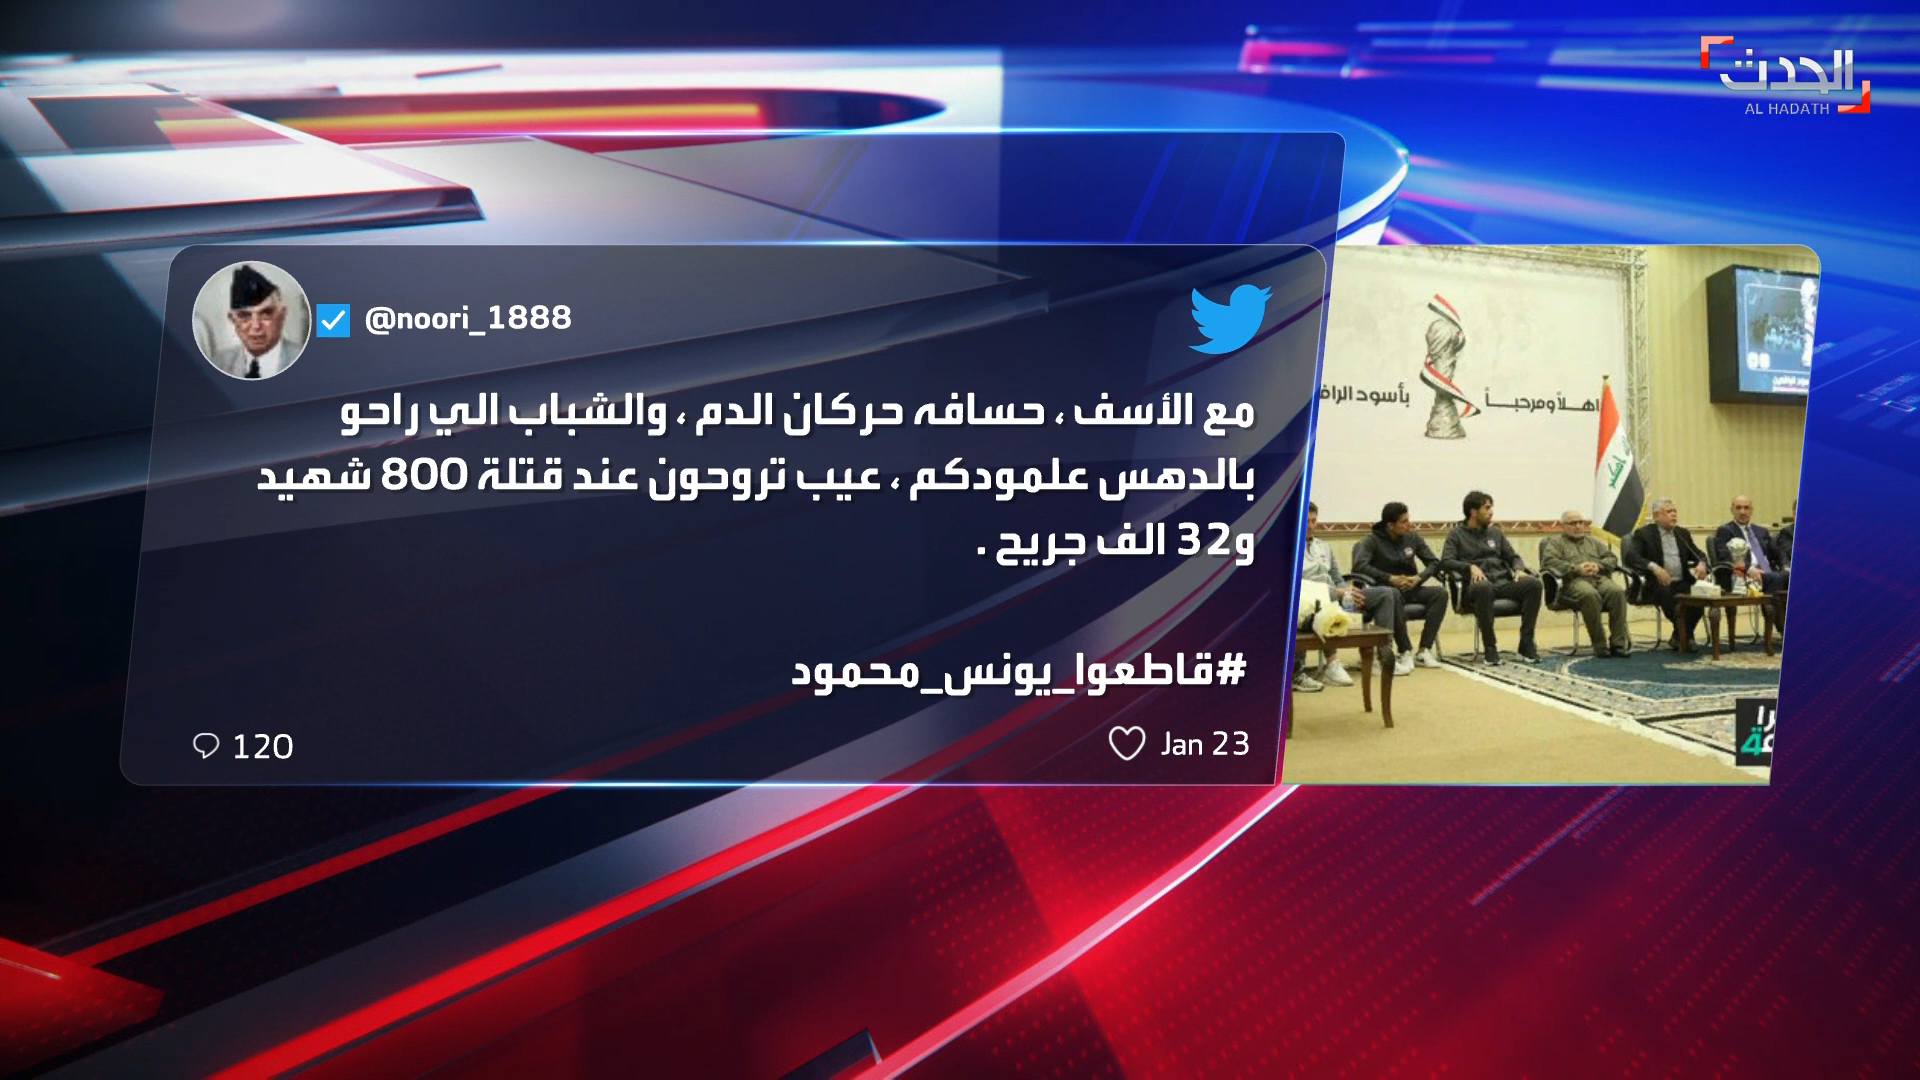 الحدث
AL HADATH
@noori_1888
مع الأسف ، حسافه حركان الدم ، والشباب الي راحو
بالدهس علمودكم ، عيب تروحون عند قتلة 800 شهيد
و32 الف جريح .
#قاطعوا_يونس_محمود
120
Jan 23
اهلاً ومرحباً
بأسود الراف